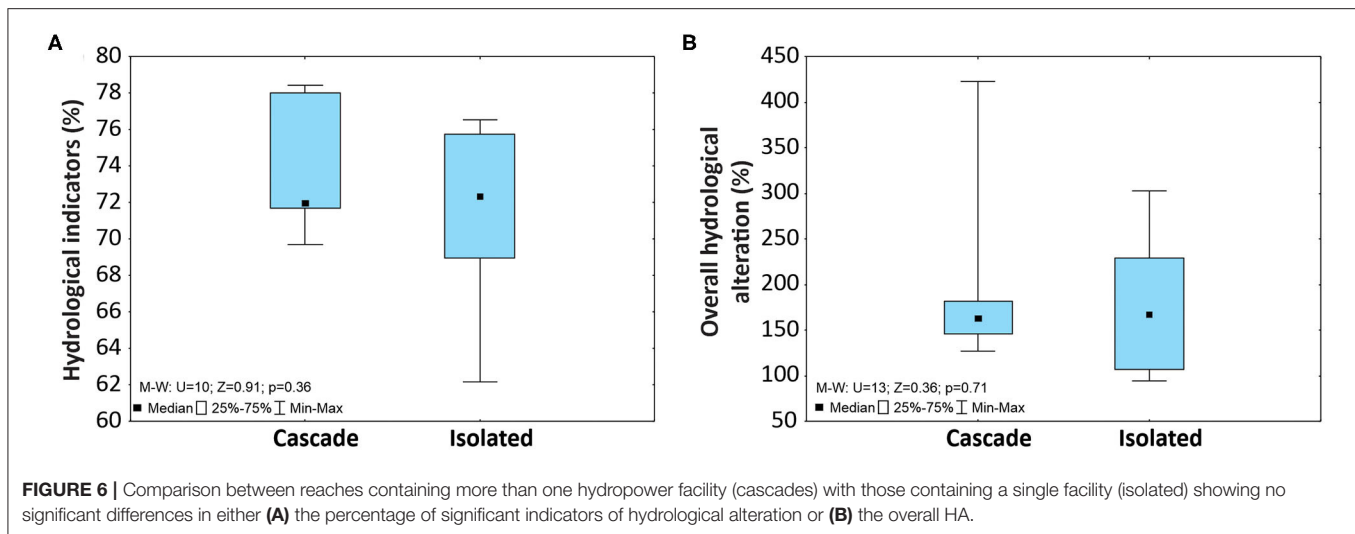 A
Hydrological indicators (%)
80
78
76
74
72
70
68
66
64
62
60
M-W: U=10; Z=0.91; p=0.36
Median 25%-75% Min-Max
Cascade Isolated
B
Overall hydrological
alteration (%)
450
400
350
300
250
200
150
100
50
M-W: U=13; Z=0.36; p=0.71
Median 25%-75% Min-Max
Cascade Isolated
FIGURE 6 | Comparison between reaches containing more than one hydropower facility (cascades) with those containing a single facility (isolated) showing no
significant differences in either (A) the percentage of significant indicators of hydrological alteration or (B) the overall HA.